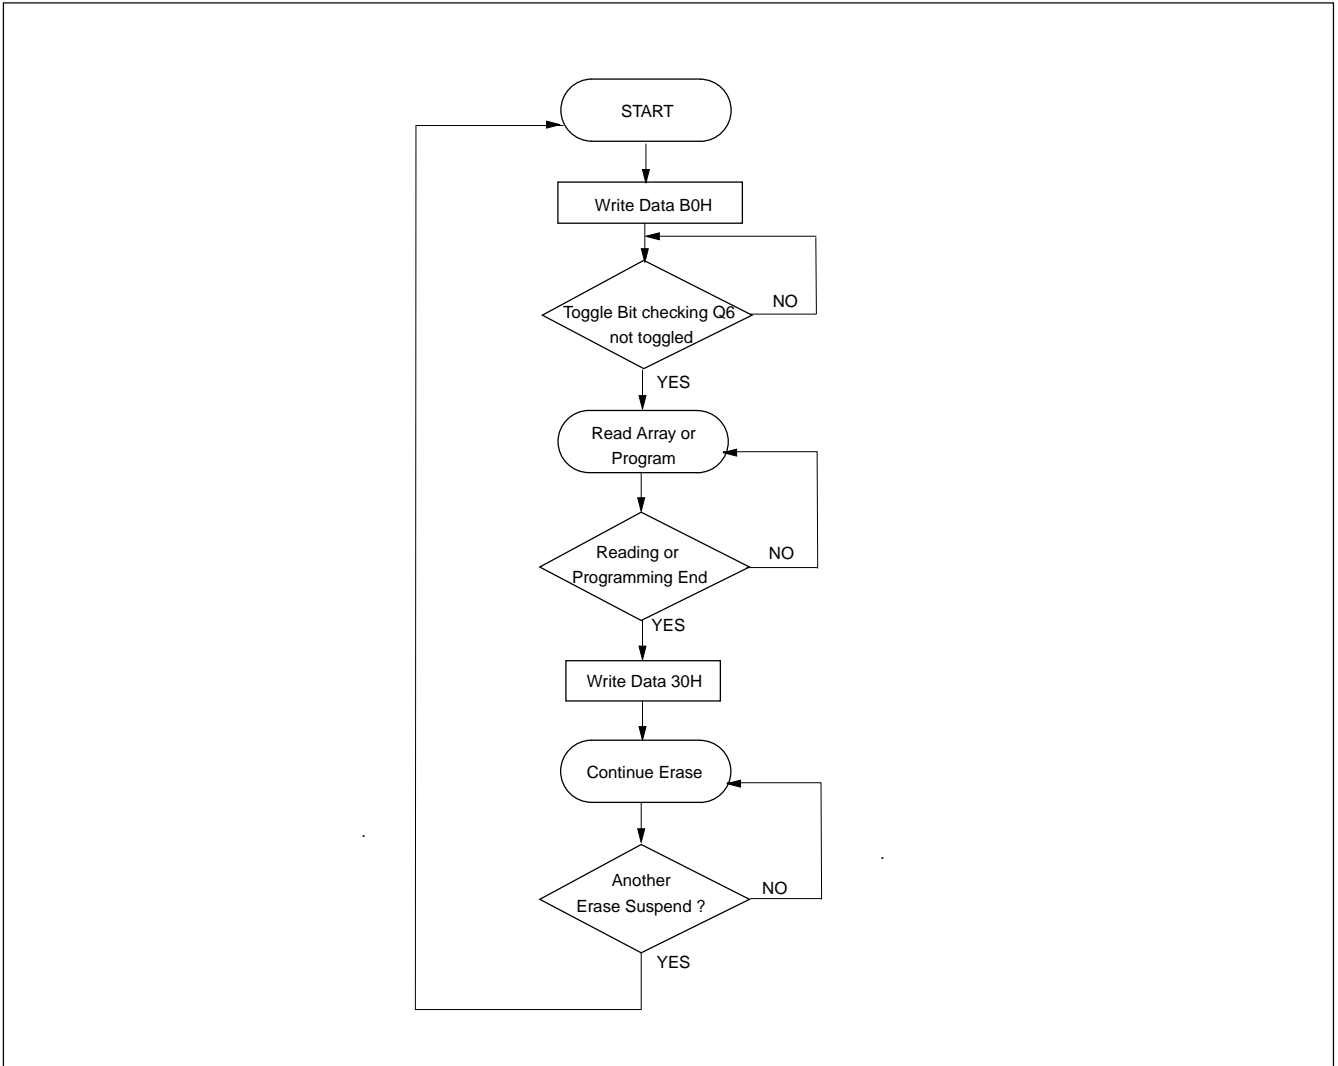 START
Write Data B0H
NO
Toggle Bit checking Q6
not toggled
YES
Read Array or
Program
Reading or
NO
Programming End
YES
Write Data 30H
Continue Erase
Another
NO
Erase Suspend ?
YES